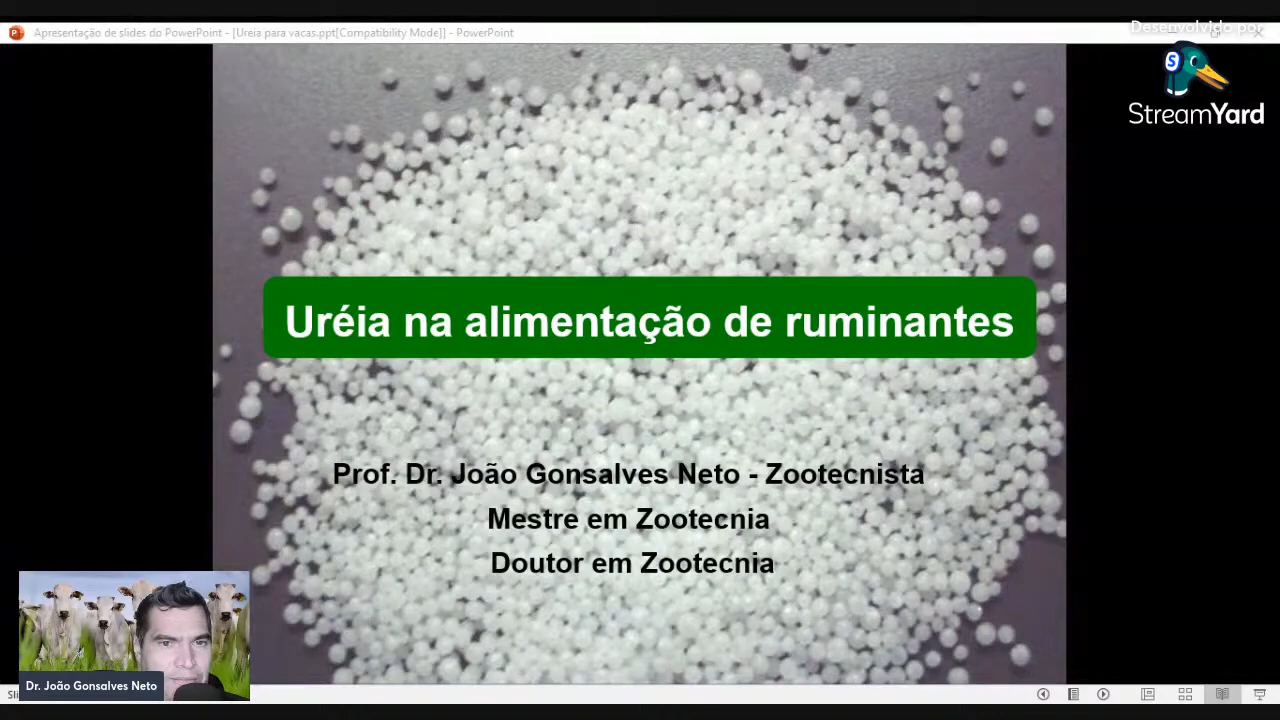 Desenvolvido por
Apresentação de slides do PowerPoint - [Ureia para vacas.ppt[Compatibility Mode]] - PowerPoint
S
StreamYard
Uréia na alimentação de ruminantes
Prof. Dr. João Gonsalves Neto - Zootecnista
Mestre em Zootecnia
Doutor em Zootecnia
Dr. João Gonsalves Neto